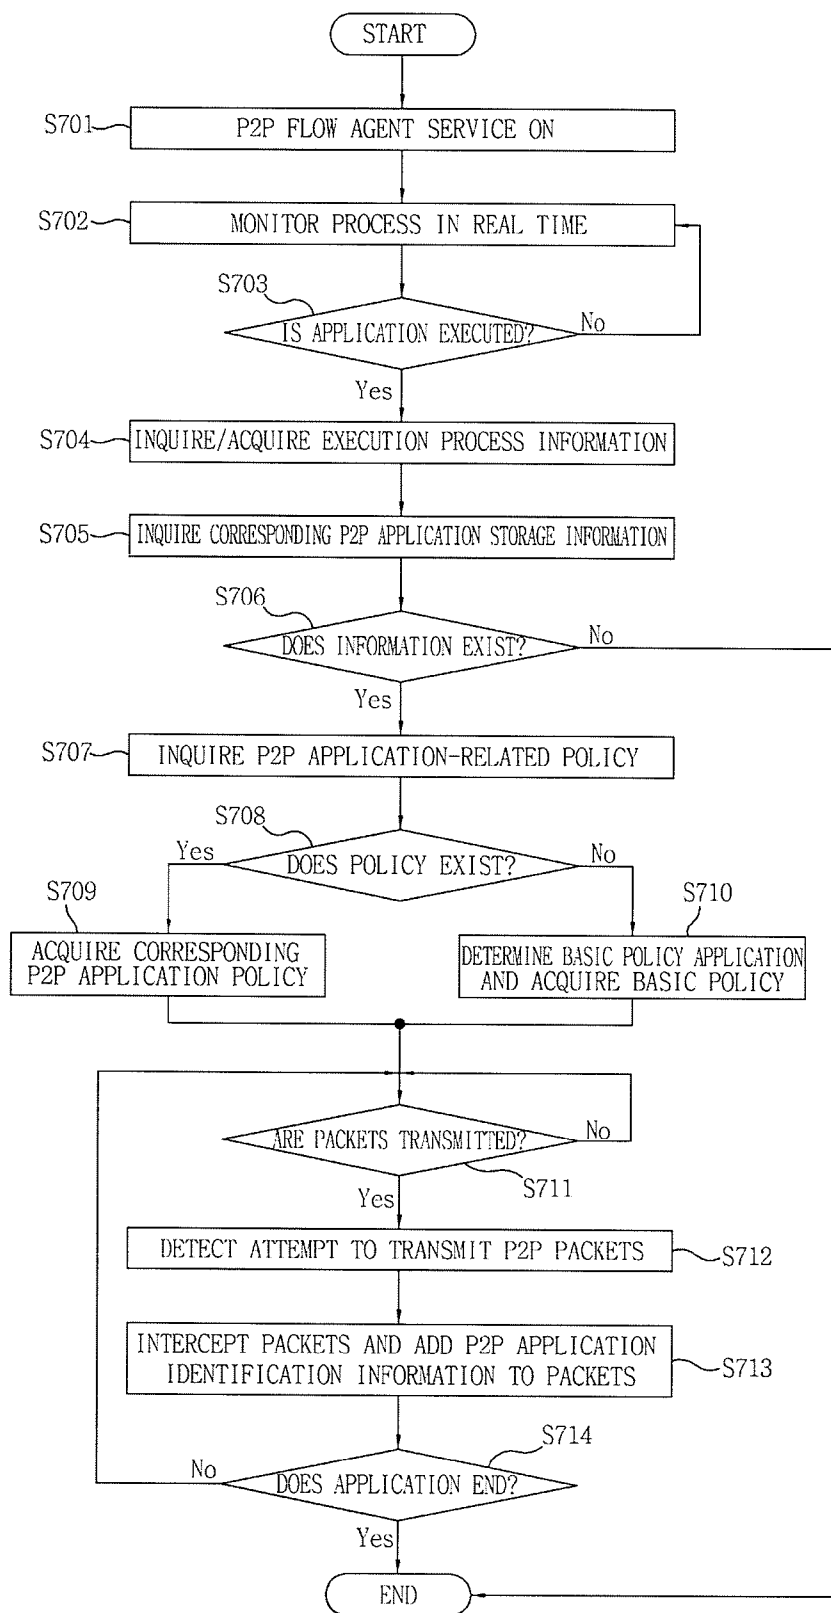 START
S701
P2P FLOW AGENT SERVICE ON
S702
MONITOR PROCESS IN REAL TIME
S703
IS APPLICATION EXECUTED?
No
Yes
S704
INQUIRE/ACQUIRE EXECUTION PROCESS INFORMATION
S705
INQUIRE CORRESPONDING P2P APPLICATION STORAGE INFORMATION
S706
DOES INFORMATION EXIST?
No
Yes
S707
INQUIRE P2P APPLICATION-RELATED POLICY
S708
Yes
DOES POLICY EXIST?
No
S709
ACQUIRE CORRESPONDING
P2P APPLICATION POLICY
S710
DETERMINE BASIC POLICY APPLICATION
AND ACQUIRE BASIC POLICY
ARE PACKETS TRANSMITTED?
No
S711
Yes
DETECT ATTEMPT TO TRANSMIT P2P PACKETS
S712
INTERCEPT PACKETS AND ADD P2P APPLICATION
IDENTIFICATION INFORMATION TO PACKETS
S713
S714
No
DOES APPLICATION END?
Yes
END